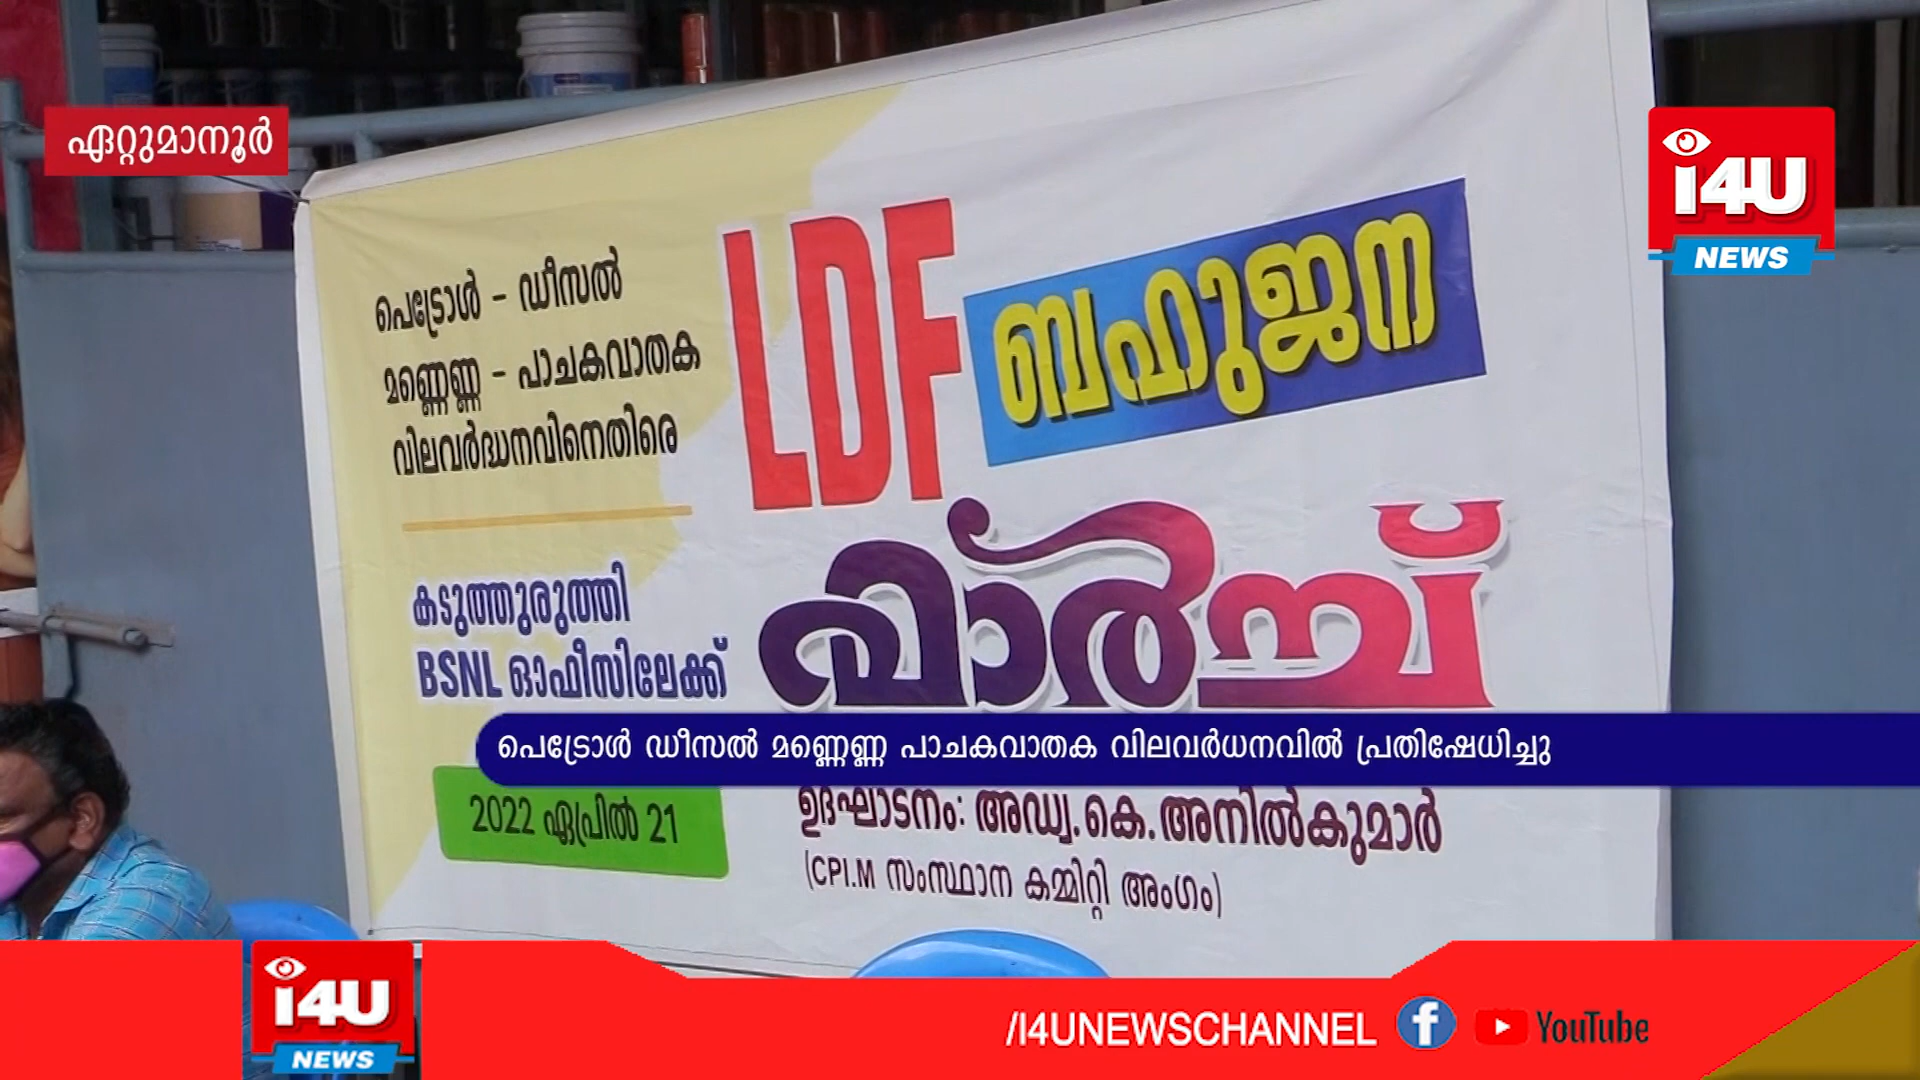 ഏറ്റുമാനൂർ
i4U
NEWS
പെട്രോൾ - ഡീസൽ
മണ്ണെണ്ണ - പാചകവാതക
വിലവർദ്ധനവിനെതിരെ
LDF ബഹുജന
മാർച്ച്
കടുത്തുരുത്തി
BSNL ഓഫീസിലേക്ക്
പെട്രോൾ ഡീസൽ മണ്ണെണ്ണ പാചകവാതക വിലവർധനവിൽ പ്രതിഷേധിച്ചു
2022 ഏപ്രിൽ 21
ഉദ്ഘാടനം: അഡ്വ.കെ.അനിൽകുമാർ
(CPI.M സംസ്ഥാന കമ്മിറ്റി അംഗം)
i4U
NEWS
/I4UNEWSCHANNEL
YouTube